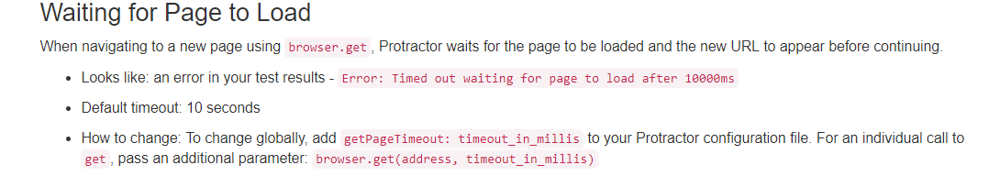 Waiting for Page to Load
When navigating to a new page using browser.get, Protractor waits for the page to be loaded and the new URL to appear before continuing.
• Looks like: an error in your test results - Error: Timed out waiting for page to load after 10000ms
• Default timeout: 10 seconds
• How to change: To change globally, add getPageTimeout: timeout_in_millis to your Protractor configuration file. For an individual call to
get, pass an additional parameter: browser.get(address, timeout_in_millis)